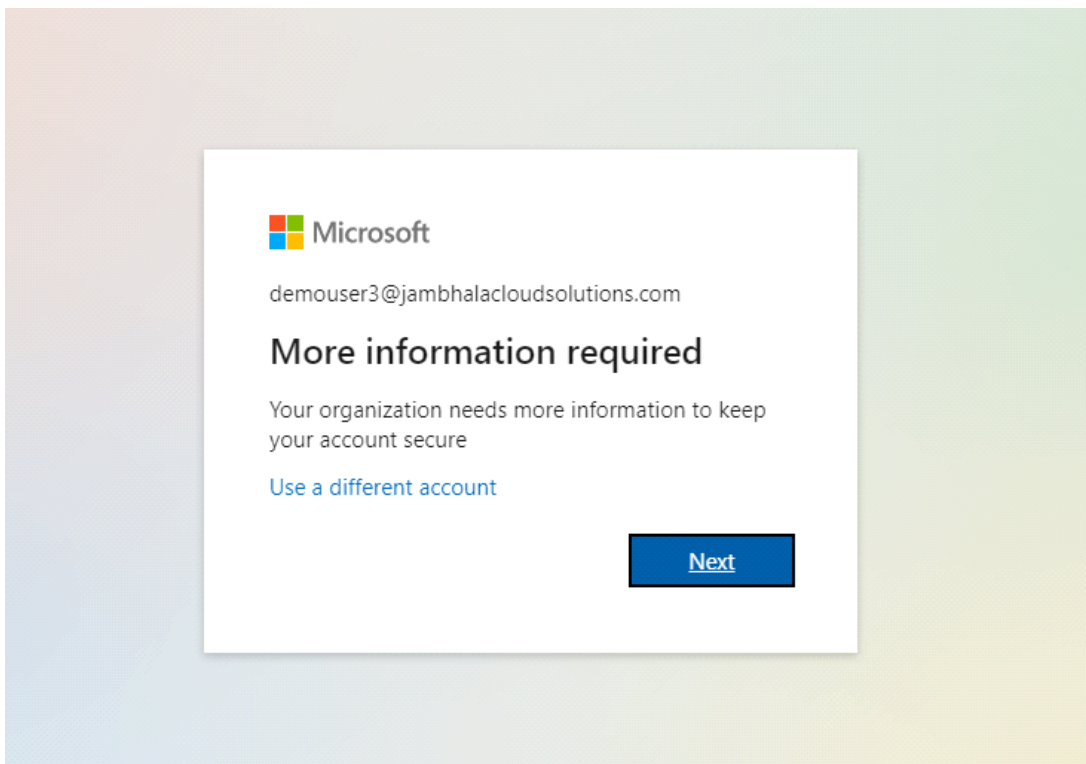 Microsoft
demouser3@jambhalacloudsolutions.com
More information required
Your organization needs more information to keep
your account secure
Use a different account
Next